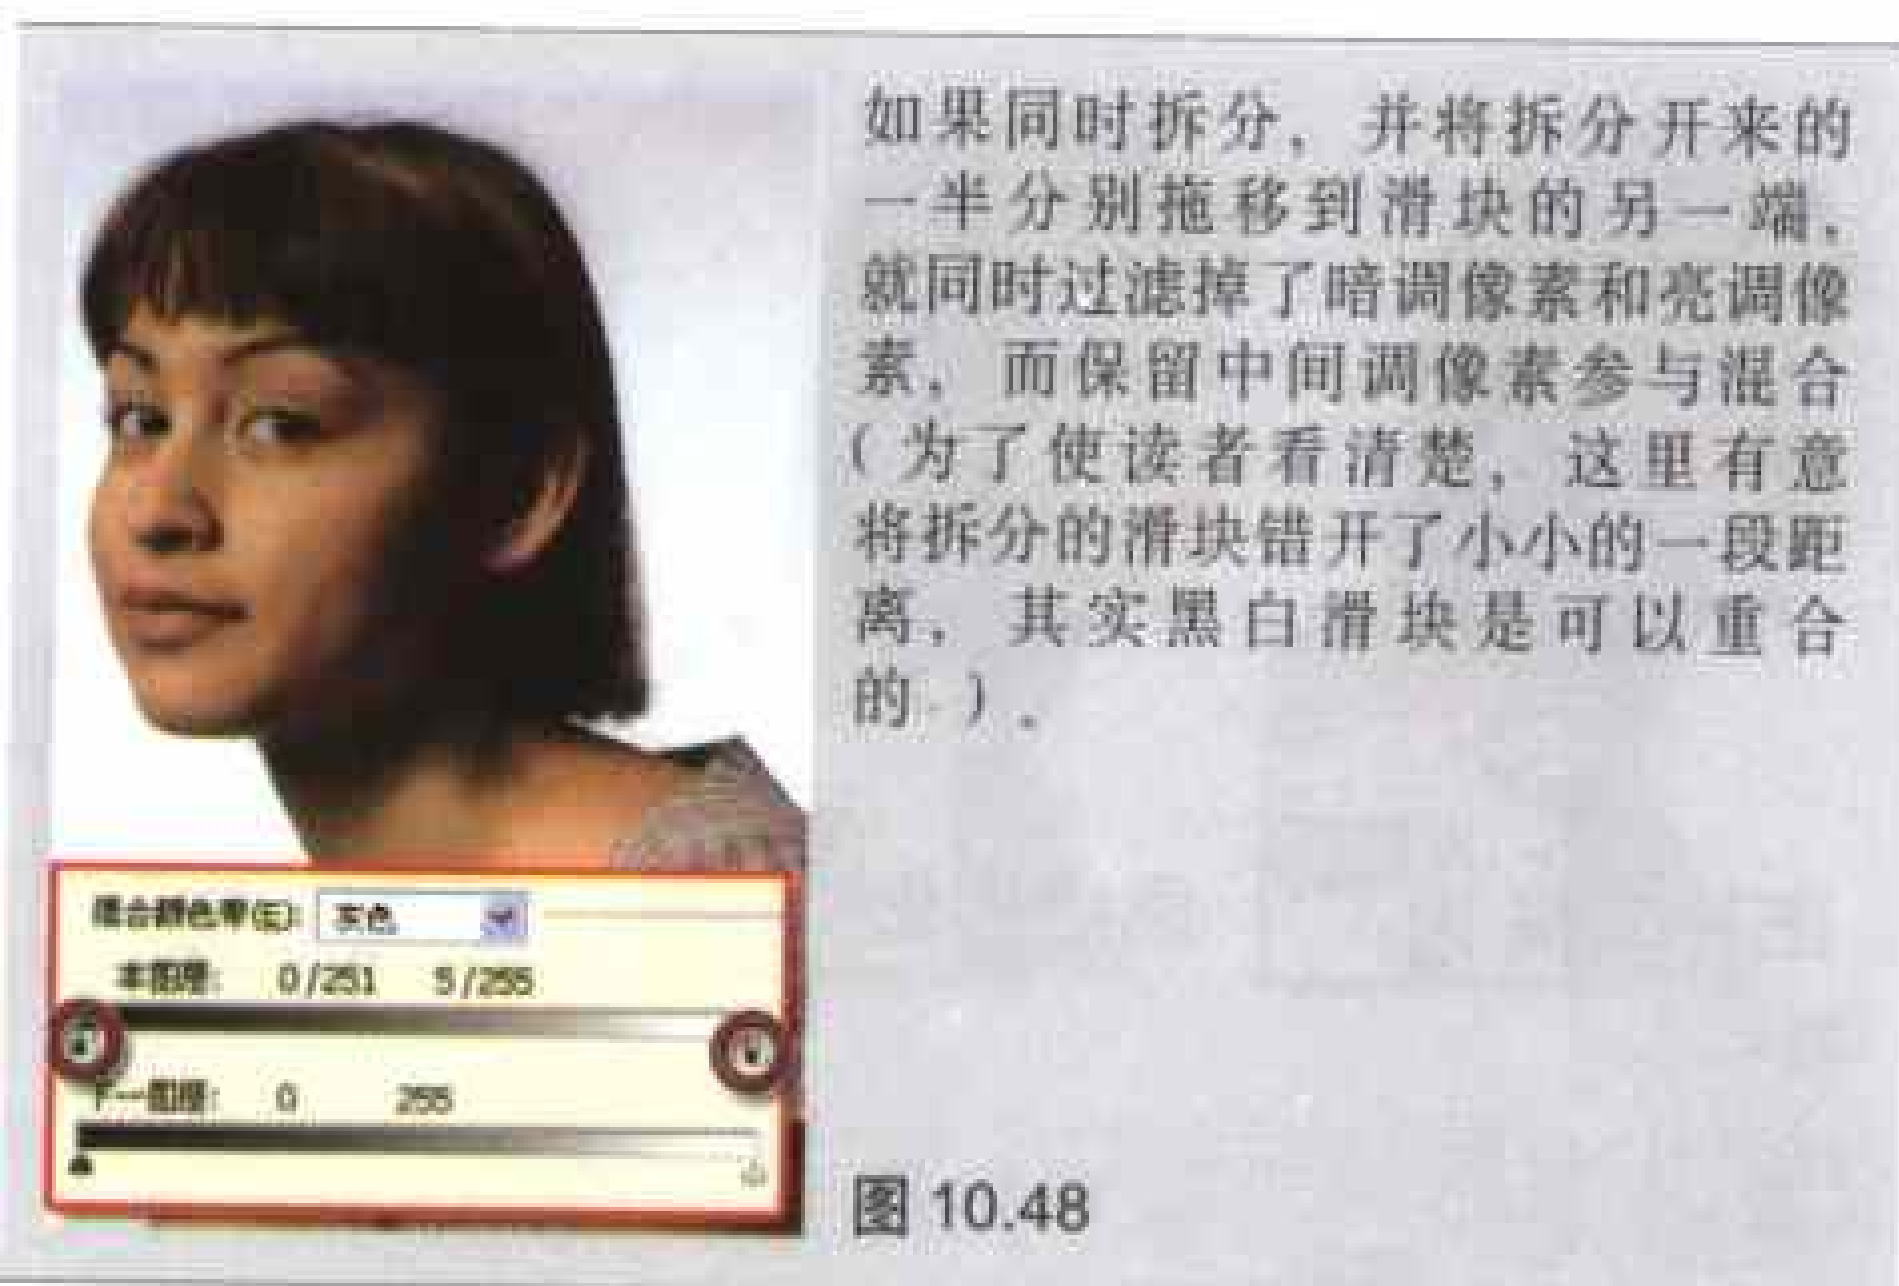 如果同时拆分，并将拆分开来的
一半分别拖移到滑块的另一端，
就同时过滤掉了暗调像素和亮调像
素，而保留中间调像素参与混合
（为了使读者看清楚，这里有意
将拆分的滑块错开了小小的一段距
离，其实黑白滑块是可以重合
的）。
混合颜色带(E): 灰色
本图层: 0/251 5/255
下一图层: 0 255
图 10.48